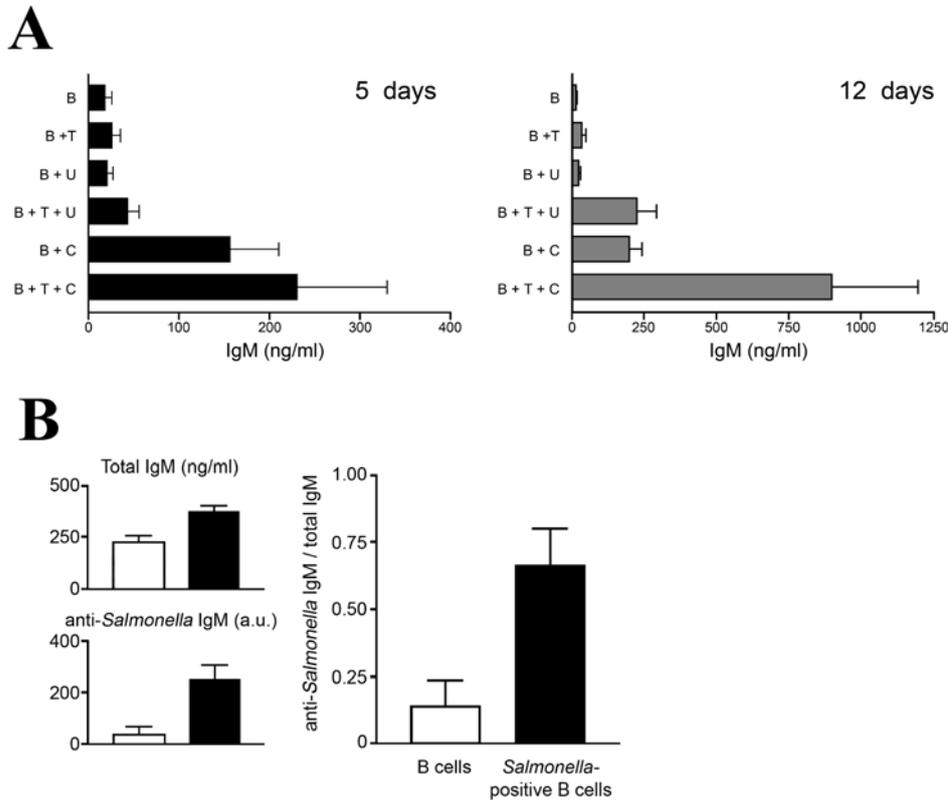 A
5 days
B
B +T
B + U
B + T + U
B + C
B + T + C
0 100 200 300 400
IgM (ng/ml)
12 days
B
B +T
B + U
B + T + U
B + C
B + T + C
0 250 500 750 1000 1250
IgM (ng/ml)
B
Total IgM (ng/ml)
500
250
0
anti-Salmonella IgM (a.u.)
400
200
0
anti-Salmonella IgM / total IgM
1.00
0.75
0.50
0.25
0
B cells
Salmonella-
positive B cells